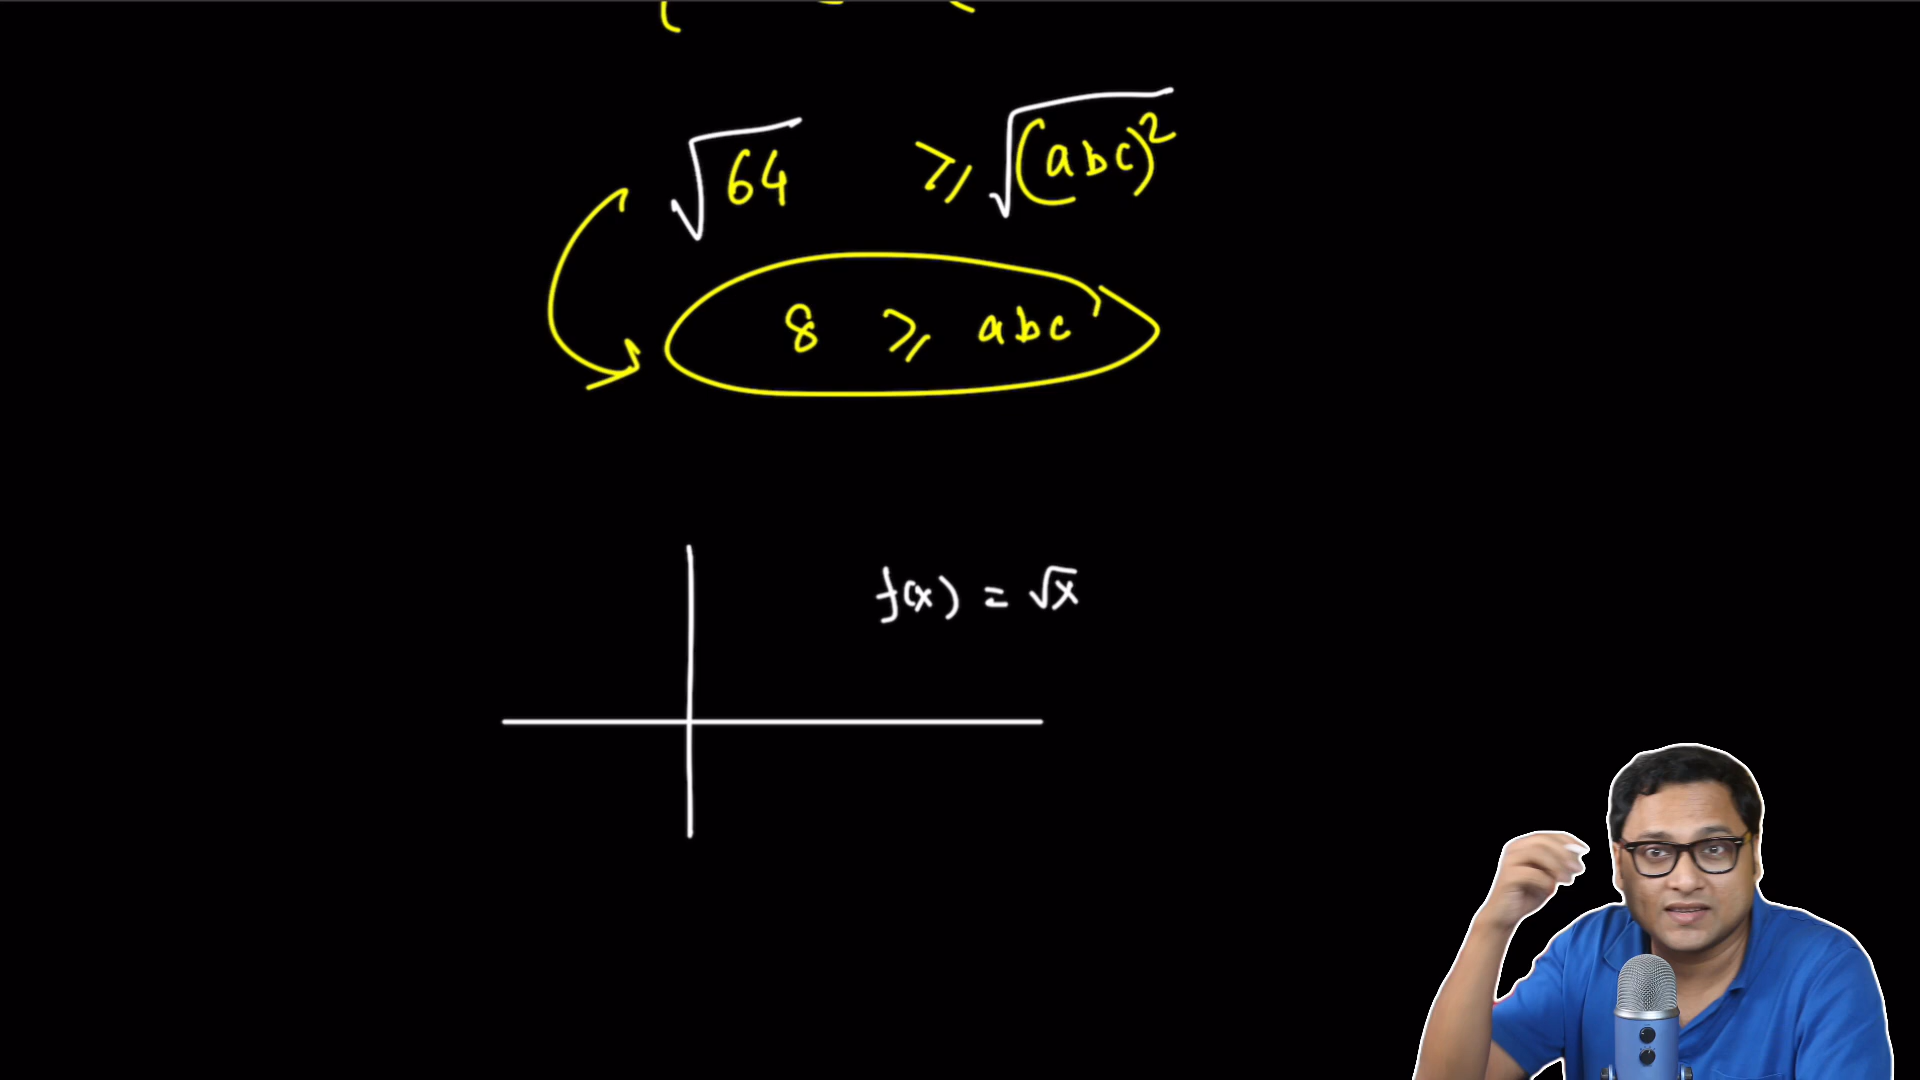 √64 ⩾ √(abc)²
8 ⩾ abc
f(x) = √x